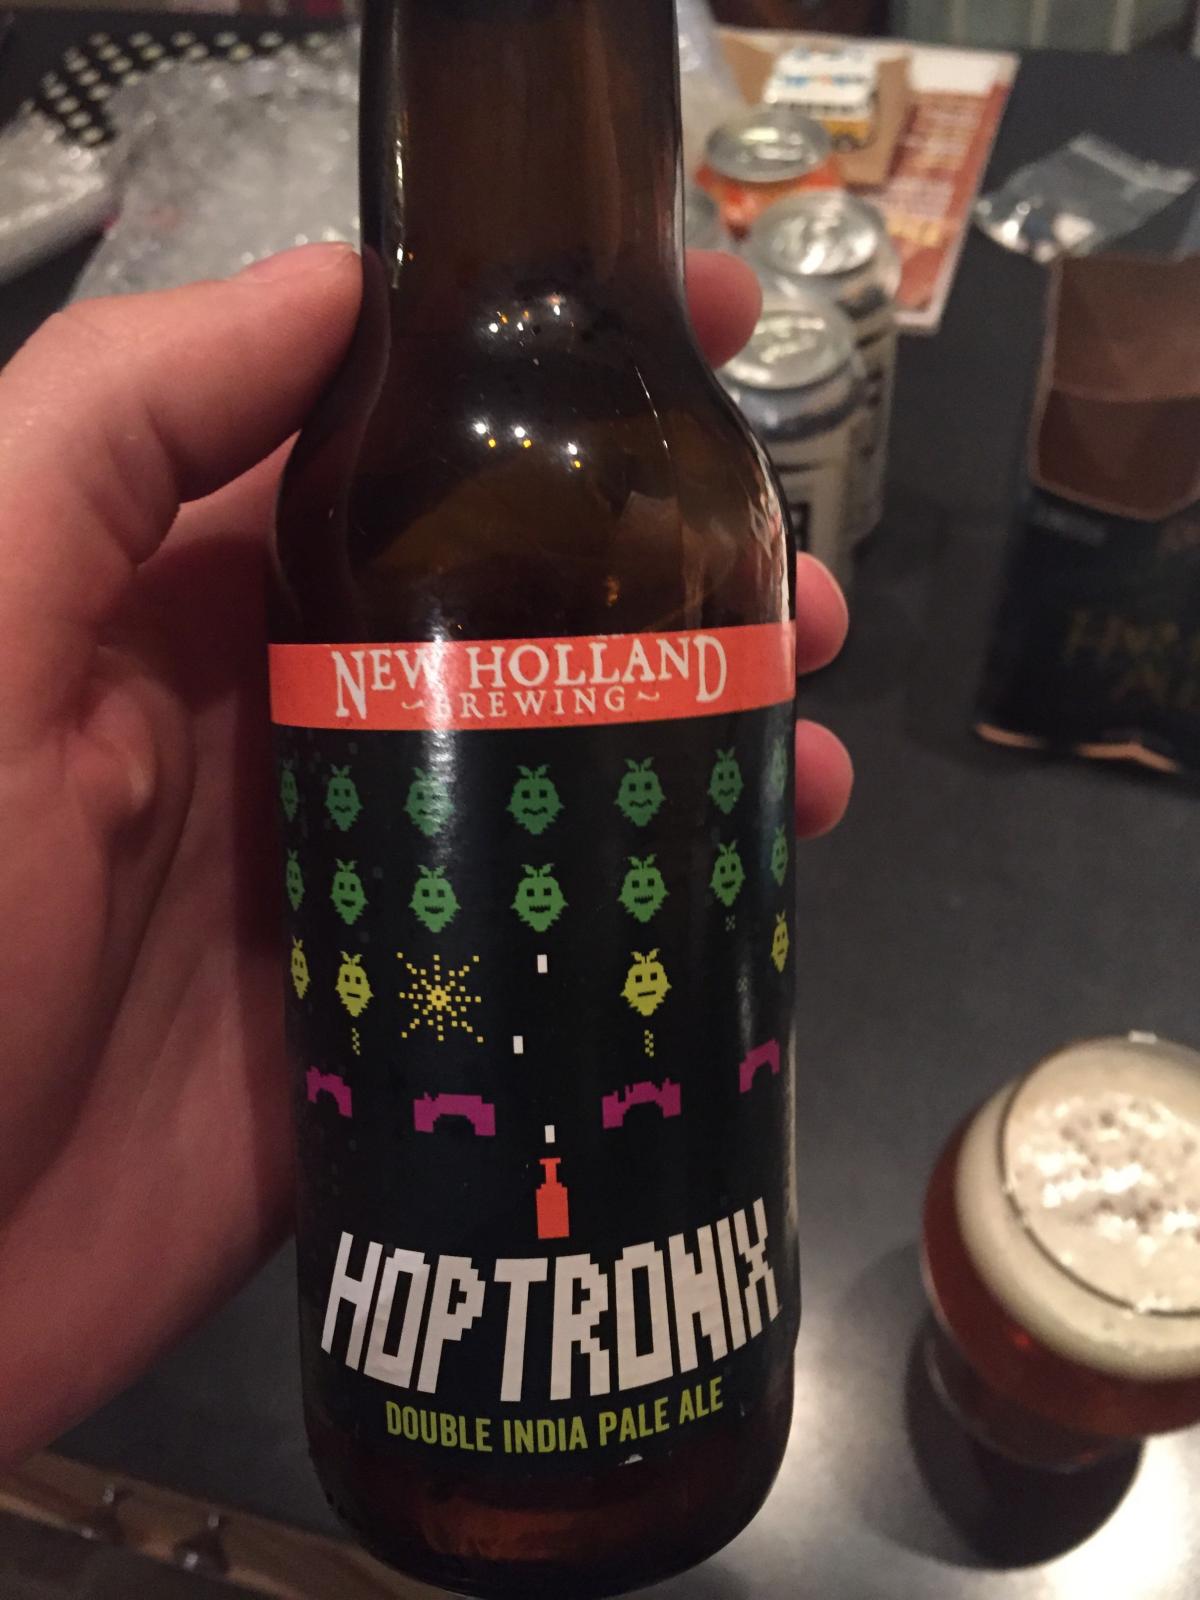 NEW HOLLAND
~BREWING~
HOPTRONIX
DOUBLE INDIA PALE ALE